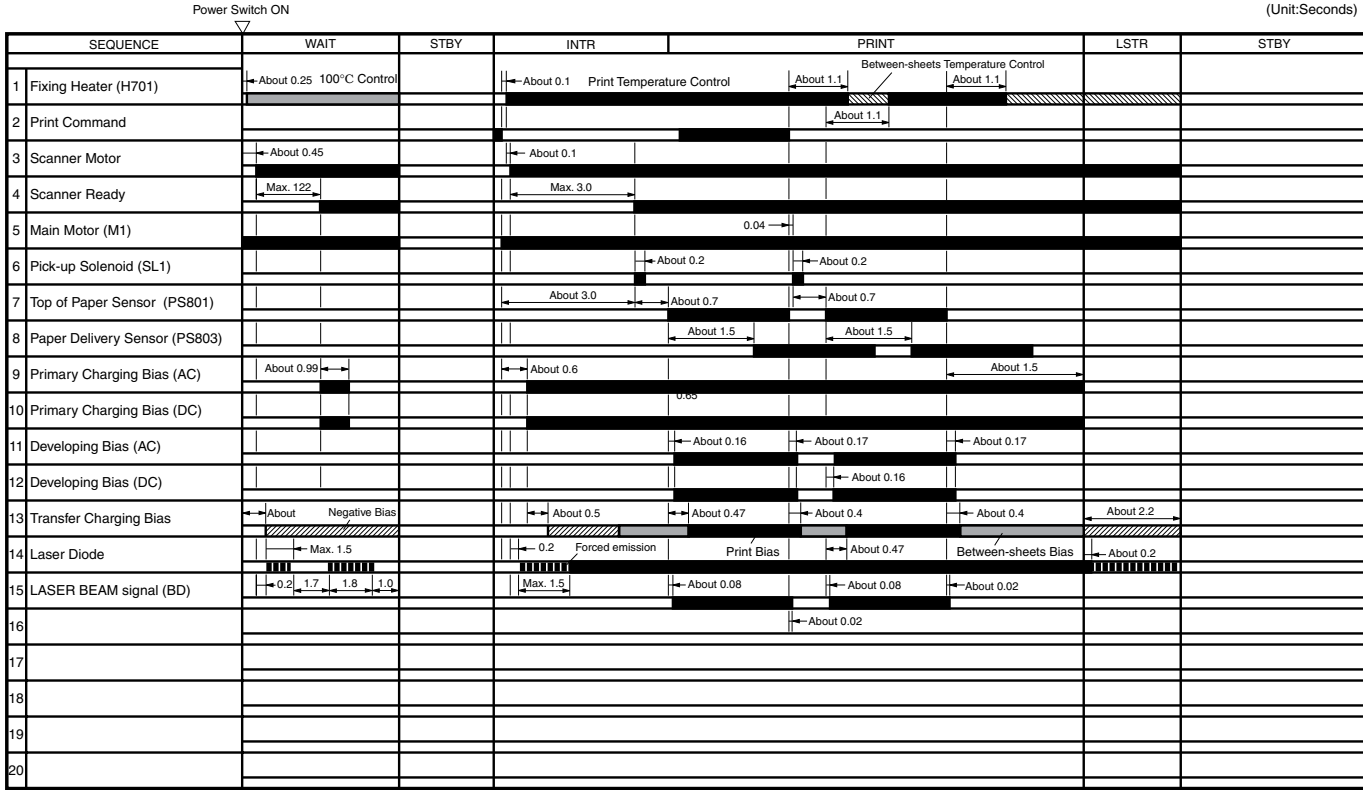 Power Switch ON
(Unit:Seconds)
SEQUENCE WAIT STBY INTR PRINT LSTR STBY
Between-sheets Temperature Control
1 Fixing Heater (H701) About 0.25 100°C Control About 0.1 Print Temperature Control About 1.1 About 1.1
2 Print Command About 1.1
3 Scanner Motor About 0.45 About 0.1
4 Scanner Ready Max. 122 Max. 3.0
5 Main Motor (M1) 0.04
6 Pick-up Solenoid (SL1) About 0.2 About 0.2
7 Top of Paper Sensor (PS801) About 3.0 About 0.7 About 0.7
8 Paper Delivery Sensor (PS803) About 1.5 About 1.5
9 Primary Charging Bias (AC) About 0.99 About 0.6 About 1.5
0.65
10 Primary Charging Bias (DC)
11 Developing Bias (AC) About 0.16 About 0.17 About 0.17
12 Developing Bias (DC) About 0.16
13 Transfer Charging Bias About Negative Bias About 0.5 About 0.47 About 0.4 About 0.4 About 2.2
14 Laser Diode Max. 1.5 0.2 Forced emission Print Bias About 0.47 Between-sheets Bias About 0.2
15 LASER BEAM signal (BD) 0.2 1.7 1.8 1.0 Max. 1.5 About 0.08 About 0.08 About 0.02
16 About 0.02
17
18
19
20